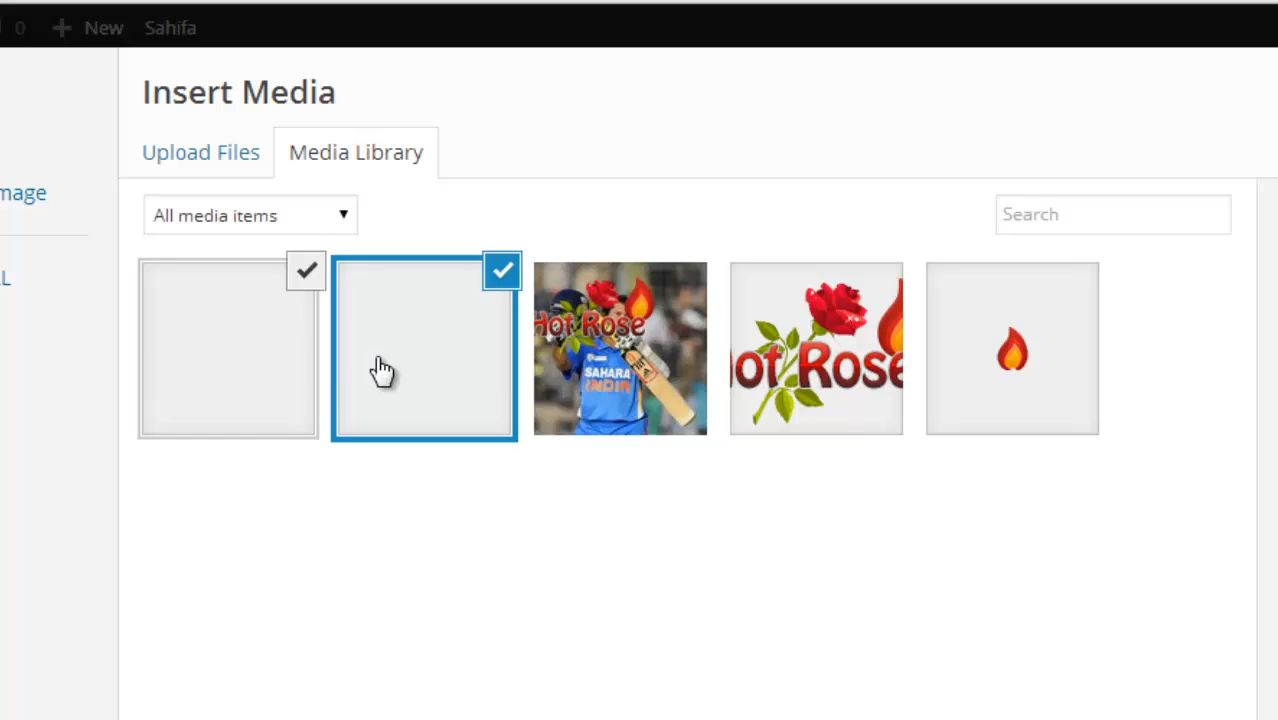 0 New Sahifa
Insert Media
Upload Files Media Library
mage
All media items
Search
L
Hot Rose
SAHARA
INDIA
ot Rose